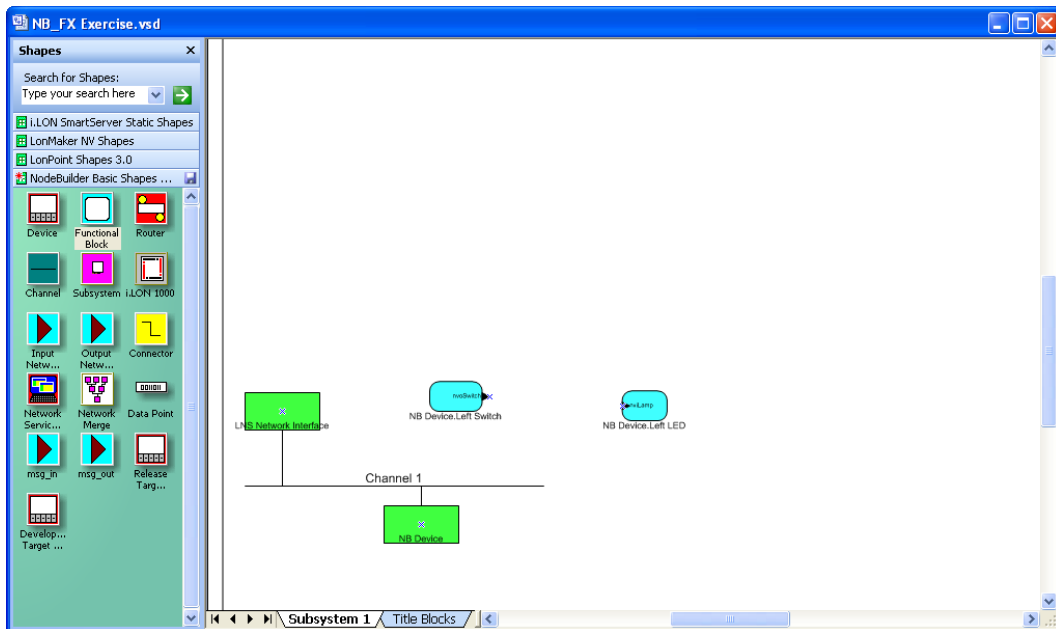 NB_FX Exercise.vsd
Shapes
Search for Shapes:
Type your search here
i.LON SmartServer Static Shapes
LonMaker NV Shapes
LonPoint Shapes 3.0
NodeBuilder Basic Shapes ...
Device
Functional
Block
Router
Channel
Subsystem
i.LON 1000
Input
Netw...
Output
Netw...
Connector
Network
Servic...
Network
Merge
Data Point
msg_in
msg_out
Release
Targ...
Develop...
Target ...
nvoSwitch
NB Device.Left Switch
nviLamp
NB Device.Left LED
LNS Network Interface
Channel 1
NB Device
Subsystem 1
Title Blocks